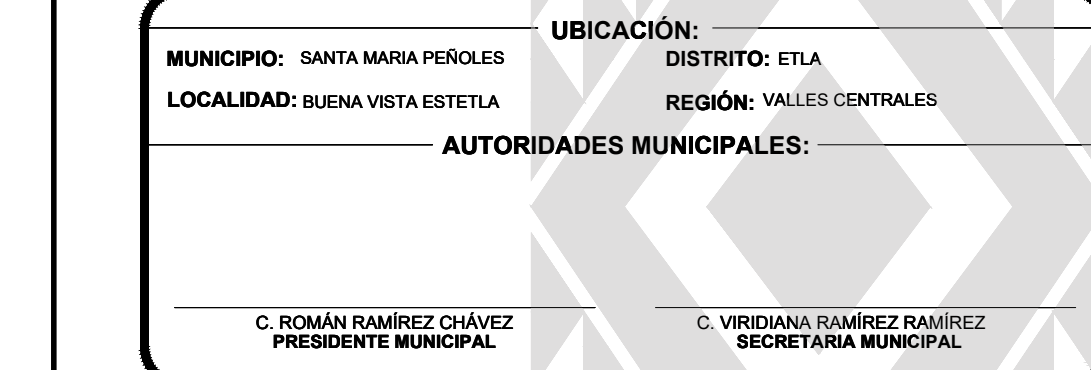 UBICACIÓN:
MUNICIPIO: SANTA MARIA PEÑOLES DISTRITO: ETLA
LOCALIDAD: BUENA VISTA ESTETLA REGIÓN: VALLES CENTRALES
AUTORIDADES MUNICIPALES:
C. ROMÁN RAMÍREZ CHÁVEZ C. VIRIDIANA RAMÍREZ RAMÍREZ
PRESIDENTE MUNICIPAL SECRETARIA MUNICIPAL